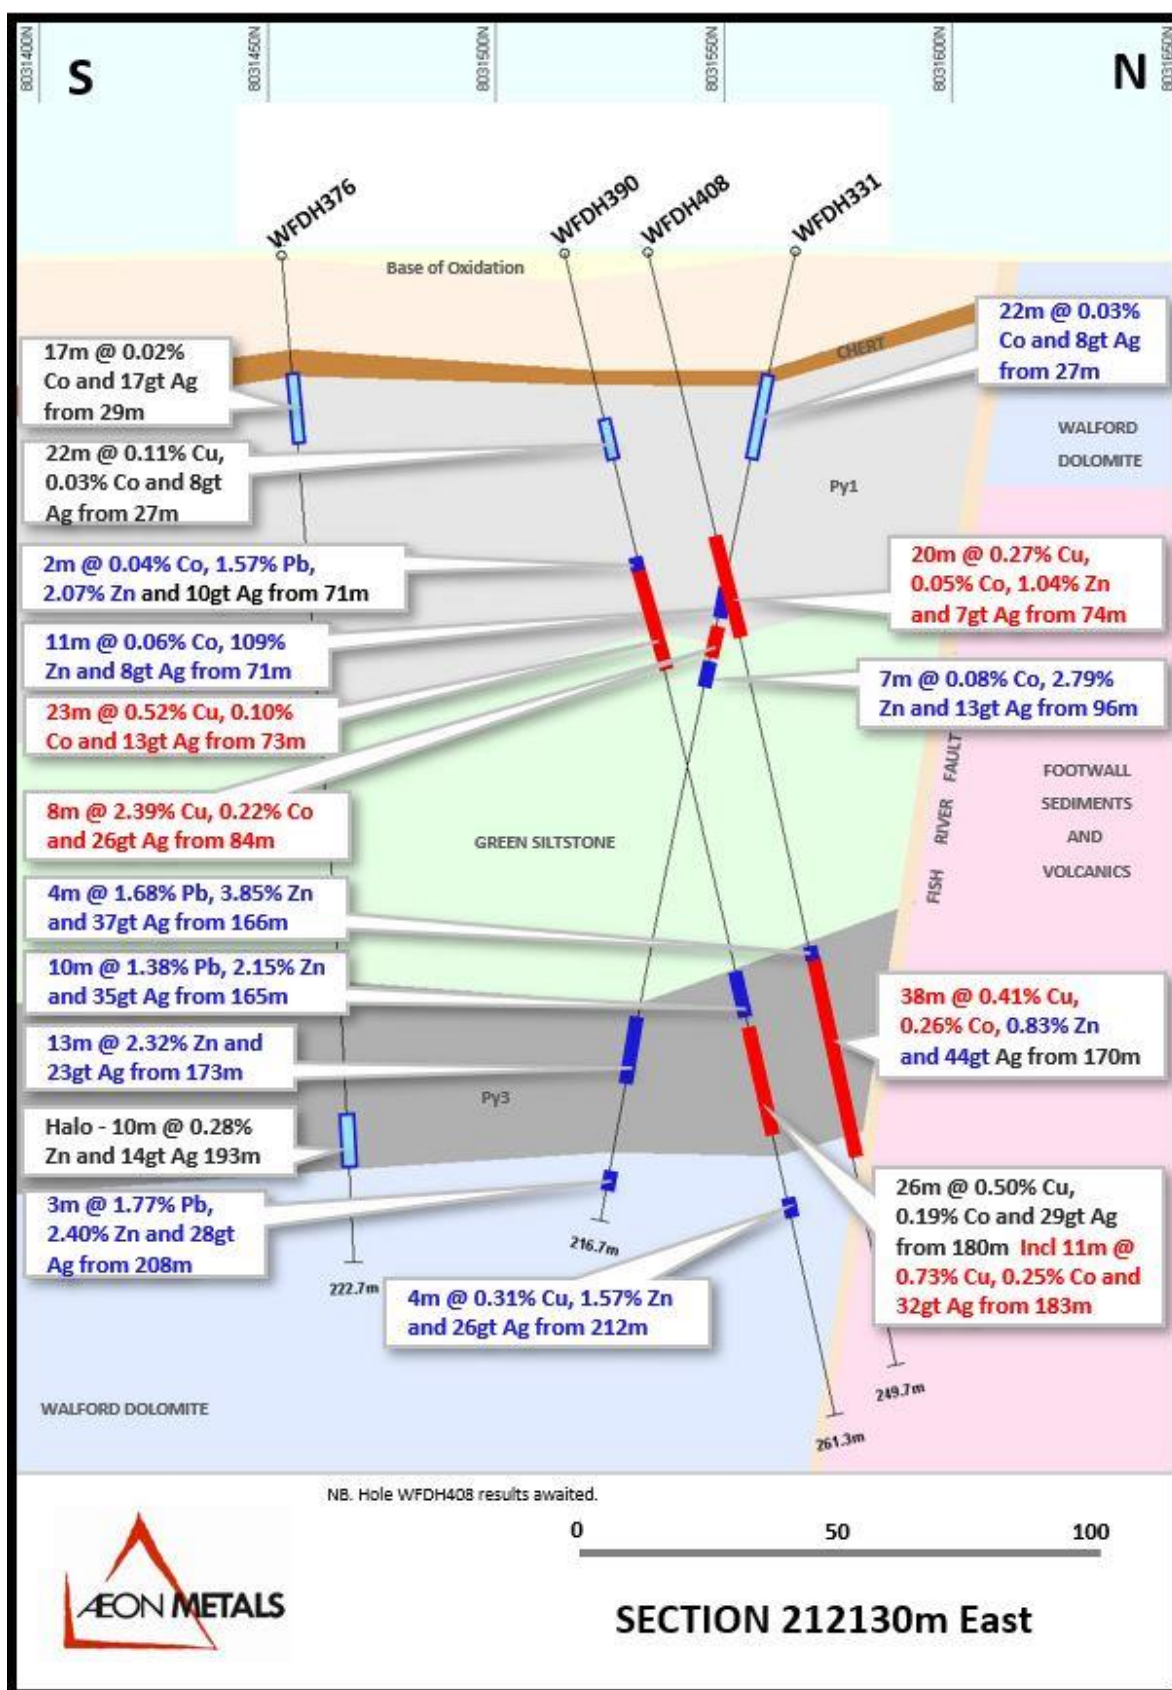 8031400N
8031450N
8031500N
8031550N
8031600N
8031650N
S
N
WFDH376
WFDH390
WFDH408
WFDH331
Base of Oxidation
CHERT
17m @ 0.02%
Co and 17gt Ag
from 29m
22m @ 0.03%
Co and 8gt Ag
from 27m
WALFORD
DOLOMITE
22m @ 0.11% Cu,
0.03% Co and 8gt
Ag from 27m
Py1
2m @ 0.04% Co, 1.57% Pb,
2.07% Zn and 10gt Ag from 71m
20m @ 0.27% Cu,
0.05% Co, 1.04% Zn
and 7gt Ag from 74m
11m @ 0.06% Co, 109%
Zn and 8gt Ag from 71m
7m @ 0.08% Co, 2.79%
Zn and 13gt Ag from 96m
23m @ 0.52% Cu, 0.10%
Co and 13gt Ag from 73m
FISH RIVER FAULT
FOOTWALL
SEDIMENTS
AND
VOLCANICS
8m @ 2.39% Cu, 0.22% Co
and 26gt Ag from 84m
GREEN SILTSTONE
4m @ 1.68% Pb, 3.85% Zn
and 37gt Ag from 166m
10m @ 1.38% Pb, 2.15% Zn
and 35gt Ag from 165m
38m @ 0.41% Cu,
0.26% Co, 0.83% Zn
and 44gt Ag from 170m
13m @ 2.32% Zn and
23gt Ag from 173m
Py3
Halo - 10m @ 0.28%
Zn and 14gt Ag 193m
26m @ 0.50% Cu,
0.19% Co and 29gt Ag
from 180m Incl 11m @
0.73% Cu, 0.25% Co and
32gt Ag from 183m
3m @ 1.77% Pb,
2.40% Zn and 28gt
Ag from 208m
216.7m
222.7m
4m @ 0.31% Cu, 1.57% Zn
and 26gt Ag from 212m
249.7m
261.3m
WALFORD DOLOMITE
NB. Hole WFDH408 results awaited.
0
50
100
ÆON METALS
SECTION 212130m East